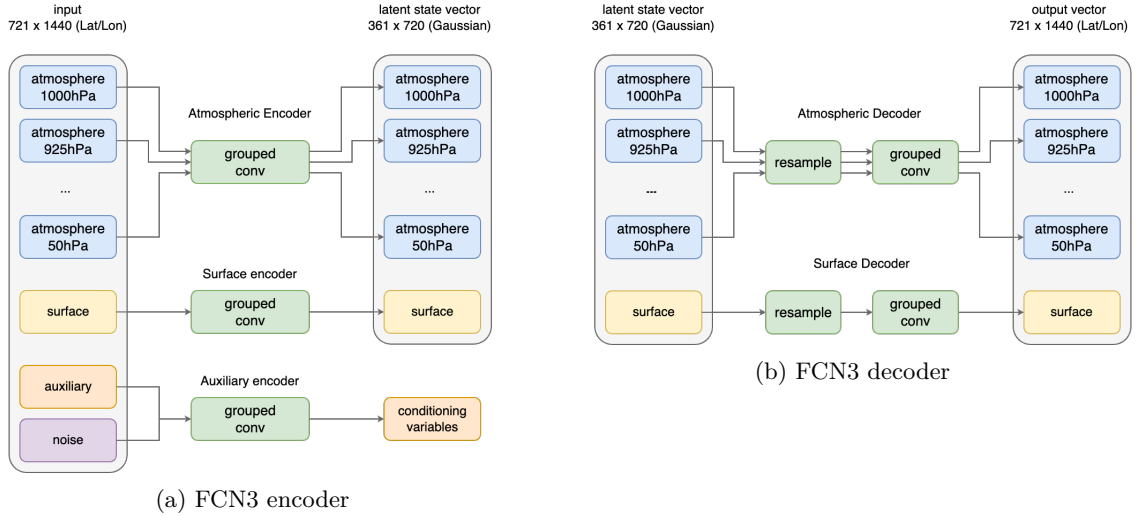 input
721 x 1440 (Lat/Lon)
latent state vector
361 x 720 (Gaussian)
atmosphere
1000hPa
atmosphere
925hPa
...
atmosphere
50hPa
surface
auxiliary
noise
Atmospheric Encoder
grouped
conv
Surface encoder
grouped
conv
Auxiliary encoder
grouped
conv
atmosphere
1000hPa
atmosphere
925hPa
...
atmosphere
50hPa
surface
conditioning
variables
(a) FCN3 encoder
latent state vector
361 x 720 (Gaussian)
output vector
721 x 1440 (Lat/Lon)
atmosphere
1000hPa
atmosphere
925hPa
...
atmosphere
50hPa
surface
Atmospheric Decoder
resample
grouped
conv
Surface Decoder
resample
grouped
conv
atmosphere
1000hPa
atmosphere
925hPa
...
atmosphere
50hPa
surface
(b) FCN3 decoder